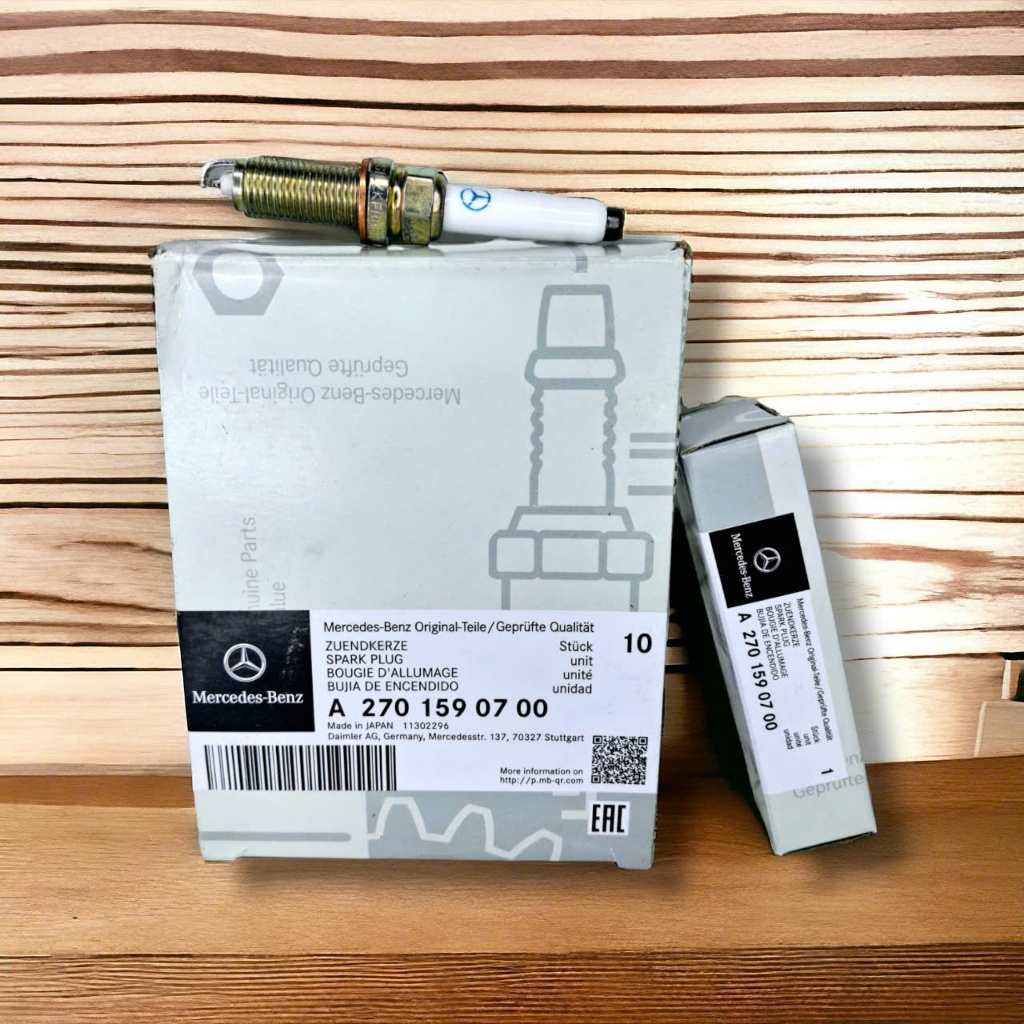 Mercedes-Benz Original-Teile
Geprüfte Qualität
Mercedes-Benz
Mercedes-Benz Original-Teile/Geprüfte Qualität
ZUENDKERZE
SPARK PLUG
BOUGIE D'ALLUMAGE
BUJIA DE ENCENDIDO
Stück 10
unit
unité
unidad
A 270 159 07 00
Made in JAPAN 11302296
Daimler AG, Germany, Mercedesstr. 137, 70327 Stuttgart
More information on
http://p.mb-qr.com
EAC
Mercedes-Benz
Mercedes-Benz Original-Teile/Geprüfte Qualität
ZUENDKERZE
SPARK PLUG
BOUGIE D'ALLUMAGE
BUJIA DE ENCENDIDO
Stück
unit
unité
unidad
1
A 270 159 07 00
Geprüfte